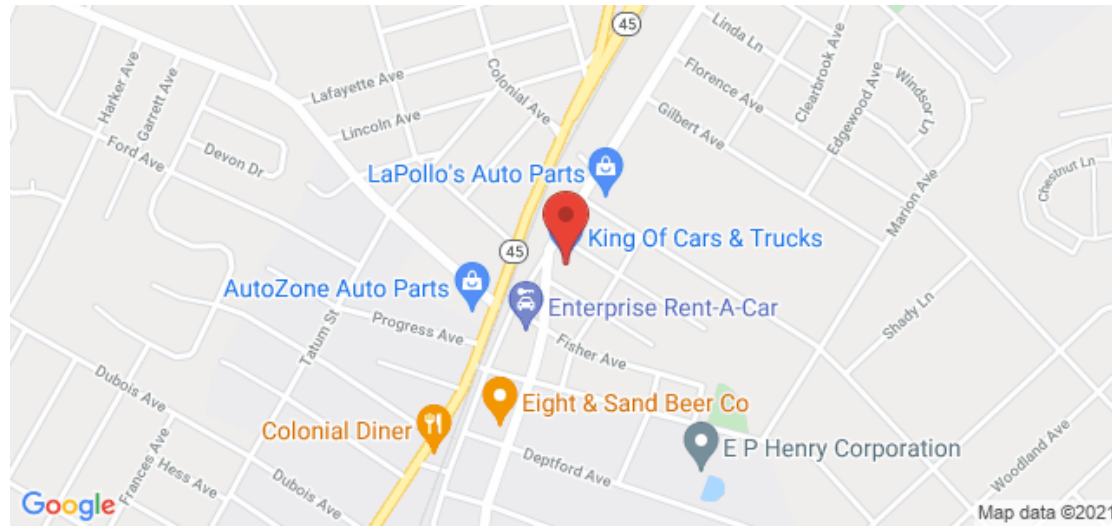 45
Linda Ln
Clearbrook Ave
Harker Ave
Garrett Ave
Colonial Ave
Florence Ave
Edgewood Ave
Windsor Ln
Lafayette Ave
Lincoln Ave
Gilbert Ave
Ford Ave
Devon Dr
Chestnut Ln
LaPollo's Auto Parts
Marion Ave
King Of Cars & Trucks
45
AutoZone Auto Parts
Enterprise Rent-A-Car
Tatum St
Progress Ave
Shady Ln
Fisher Ave
Dubois Ave
Eight & Sand Beer Co
Colonial Diner
E P Henry Corporation
Frances Ave
Hess Ave
Dubois Ave
Deptford Ave
Woodland Ave
Google
Map data ©2021